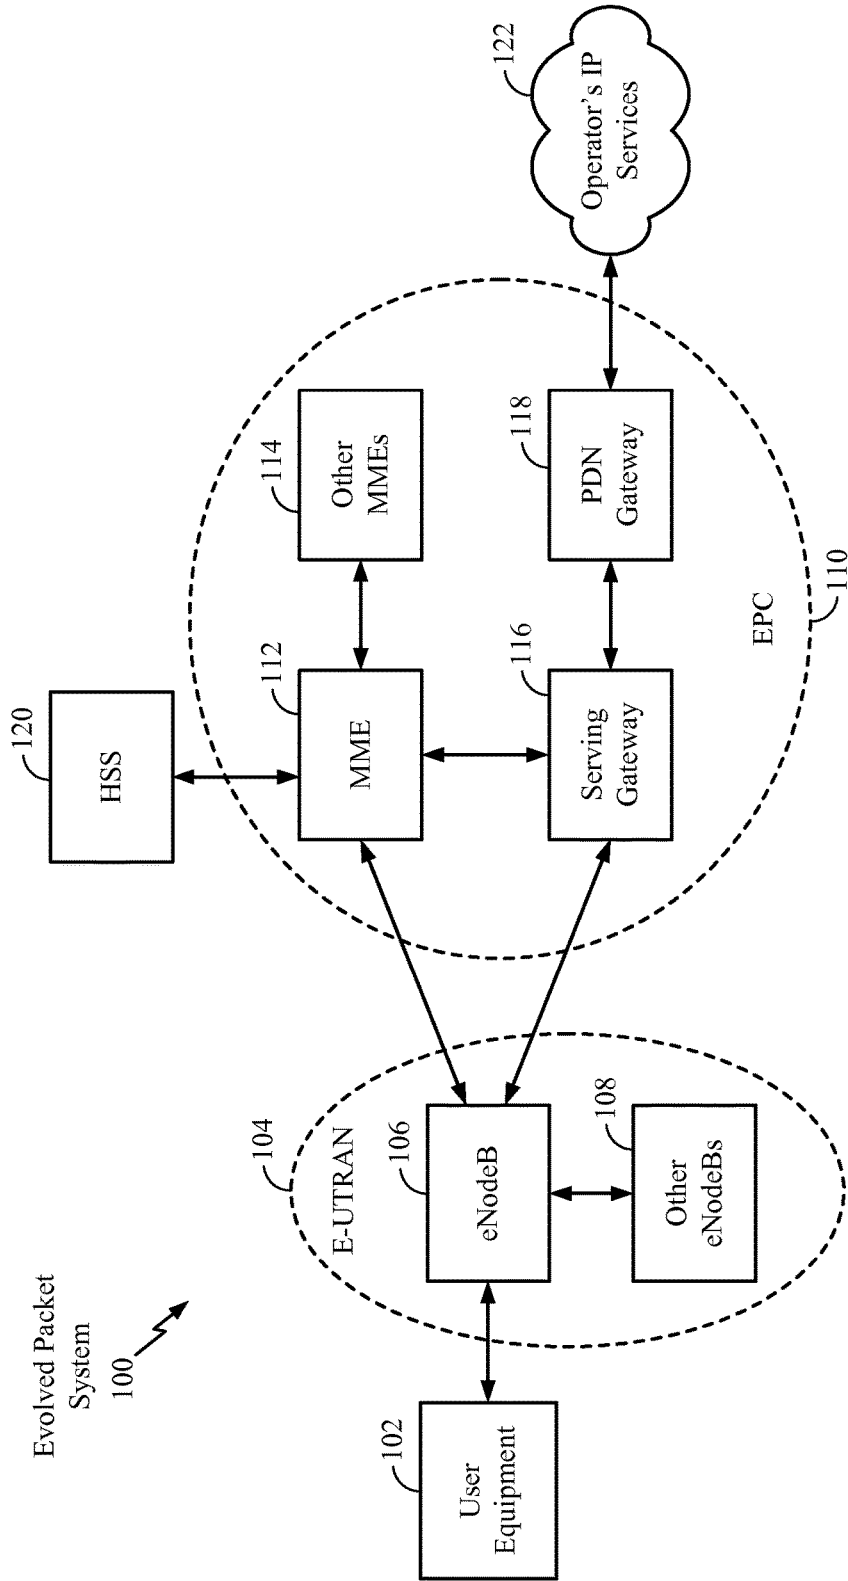 Evolved Packet
System
100
102
User
Equipment
104
E-UTRAN
106
eNodeB
108
Other
eNodeBs
120
HSS
112
MME
114
Other
MMEs
116
Serving
Gateway
118
PDN
Gateway
EPC
110
122
Operator's IP
Services